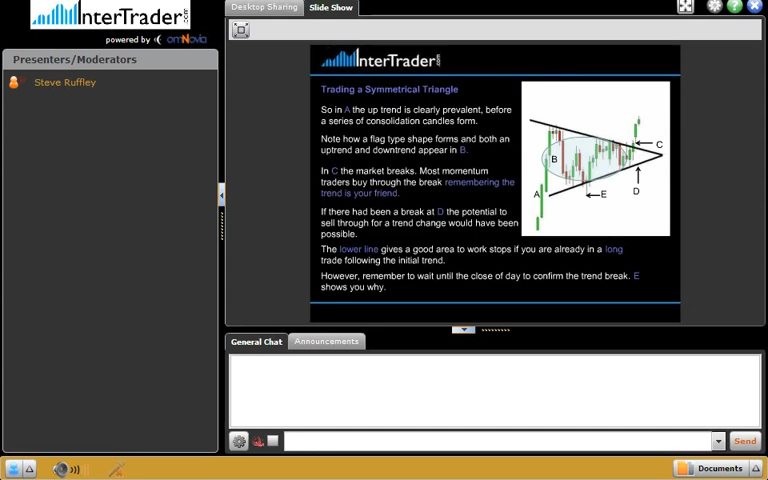 InterTrader.com
powered by omNovia
Presenters/Moderators
Steve Ruffley
Desktop Sharing
Slide Show
InterTrader.com
Trading a Symmetrical Triangle
So in A the up trend is clearly prevalent, before
a series of consolidation candles form.
Note how a flag type shape forms and both an
uptrend and downtrend appear in B.
In C the market breaks. Most momentum
traders buy through the break remembering the
trend is your friend.
If there had been a break at D the potential to
sell through for a trend change would have been
possible.
The lower line gives a good area to work stops if you are already in a long
trade following the initial trend.
However, remember to wait until the close of day to confirm the trend break. E
shows you why.
C
B
A
E
D
General Chat
Announcements
Send
Documents